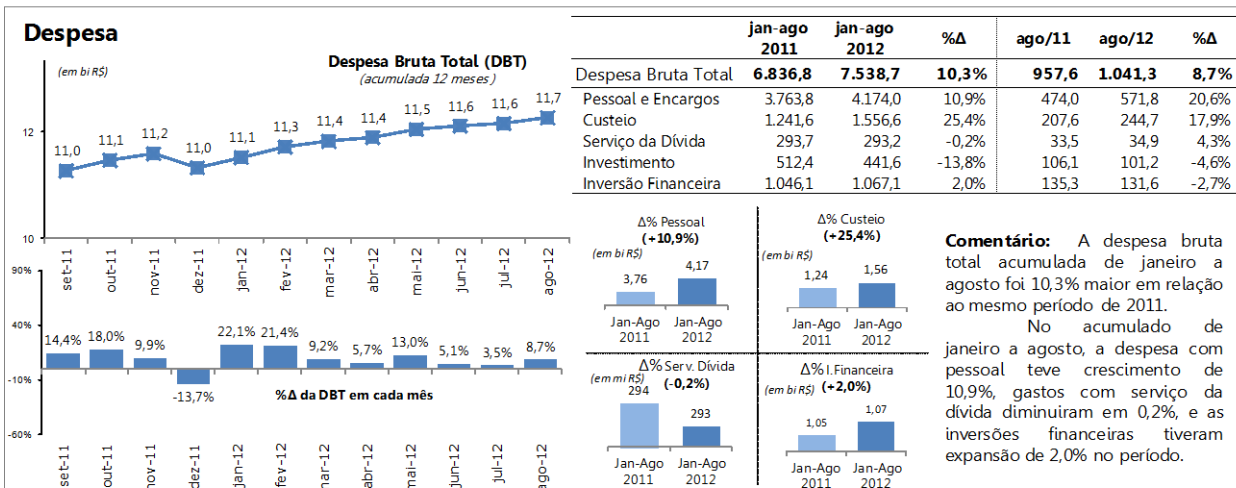 Despesa
(em bi R$)
Despesa Bruta Total (DBT)
(acumulada 12 meses)
12
10
11,0 11,1 11,2 11,0 11,1 11,3 11,4 11,4 11,5 11,6 11,6 11,7
set-11 out-11 nov-11 dez-11 jan-12 fev-12 mar-12 abr-12 mai-12 jun-12 jul-12 ago-12
90%
40%
-10%
-60%
14,4% 18,0% 9,9% -13,7% 22,1% 21,4% 9,2% 5,7% 13,0% 5,1% 3,5% 8,7%
%Δ da DBT em cada mês
set-11 out-11 nov-11 dez-11 jan-12 fev-12 mar-12 abr-12 mai-12 jun-12 jul-12 ago-12
jan-ago 2011 jan-ago 2012 %Δ ago/11 ago/12 %Δ
Despesa Bruta Total 6.836,8 7.538,7 10,3% 957,6 1.041,3 8,7%
Pessoal e Encargos 3.763,8 4.174,0 10,9% 474,0 571,8 20,6%
Custeio 1.241,6 1.556,6 25,4% 207,6 244,7 17,9%
Serviço da Dívida 293,7 293,2 -0,2% 33,5 34,9 4,3%
Investimento 512,4 441,6 -13,8% 106,1 101,2 -4,6%
Inversão Financeira 1.046,1 1.067,1 2,0% 135,3 131,6 -2,7%
Δ% Pessoal
(+10,9%)
(em bi R$)
3,76 4,17
Jan-Ago 2011 Jan-Ago 2012
Δ% Custeio
(+25,4%)
(em bi R$)
1,24 1,56
Jan-Ago 2011 Jan-Ago 2012
Δ% Serv. Dívida
(em mi R$) (-0,2%)
294 293
Jan-Ago 2011 Jan-Ago 2012
Δ% I.Financeira
(em bi R$) (+2,0%)
1,05 1,07
Jan-Ago 2011 Jan-Ago 2012
Comentário: A despesa bruta
total acumulada de janeiro a
agosto foi 10,3% maior em relação
ao mesmo período de 2011.
No acumulado de
janeiro a agosto, a despesa com
pessoal teve crescimento de
10,9%, gastos com serviço da
dívida diminuiram em 0,2%, e as
inversões financeiras tiveram
expansão de 2,0% no período.